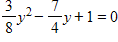 3/8 y² − 7/4 y + 1 = 0